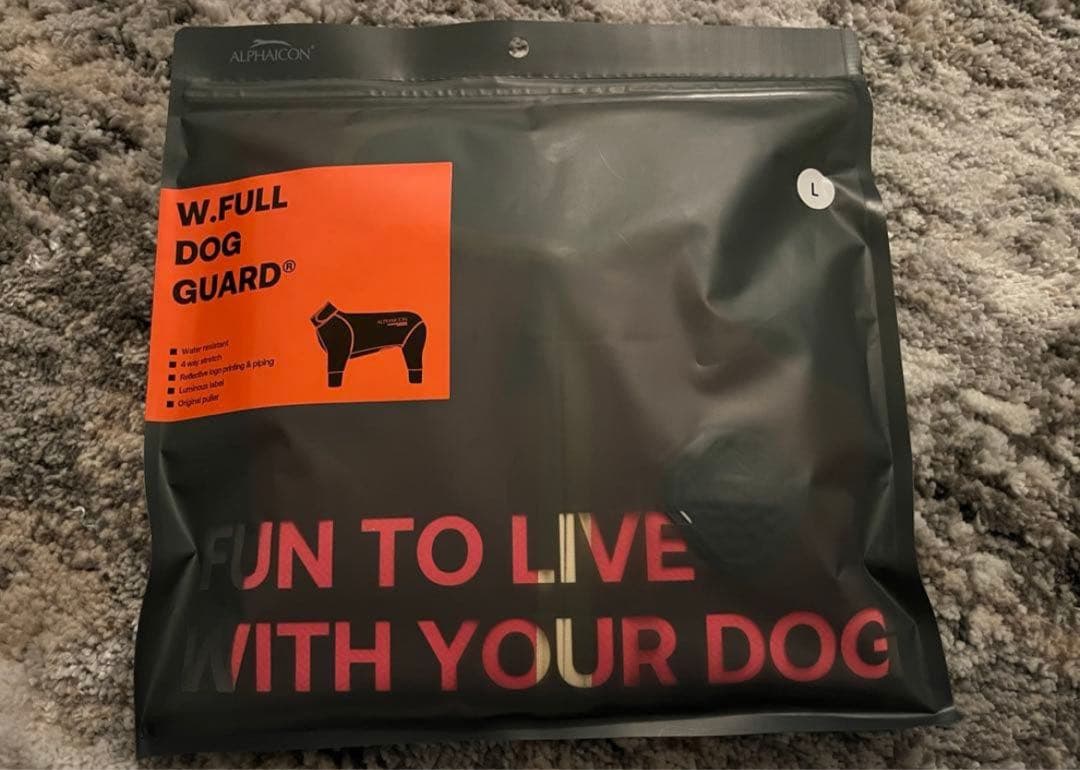 ALPHAICON®
L
W.FULL
DOG
GUARD®
ALPHAICON
Water resistant
4 way stretch
Reflective logo printing & piping
Luminous label
Original puller
FUN TO LIVE
WITH YOUR DOG